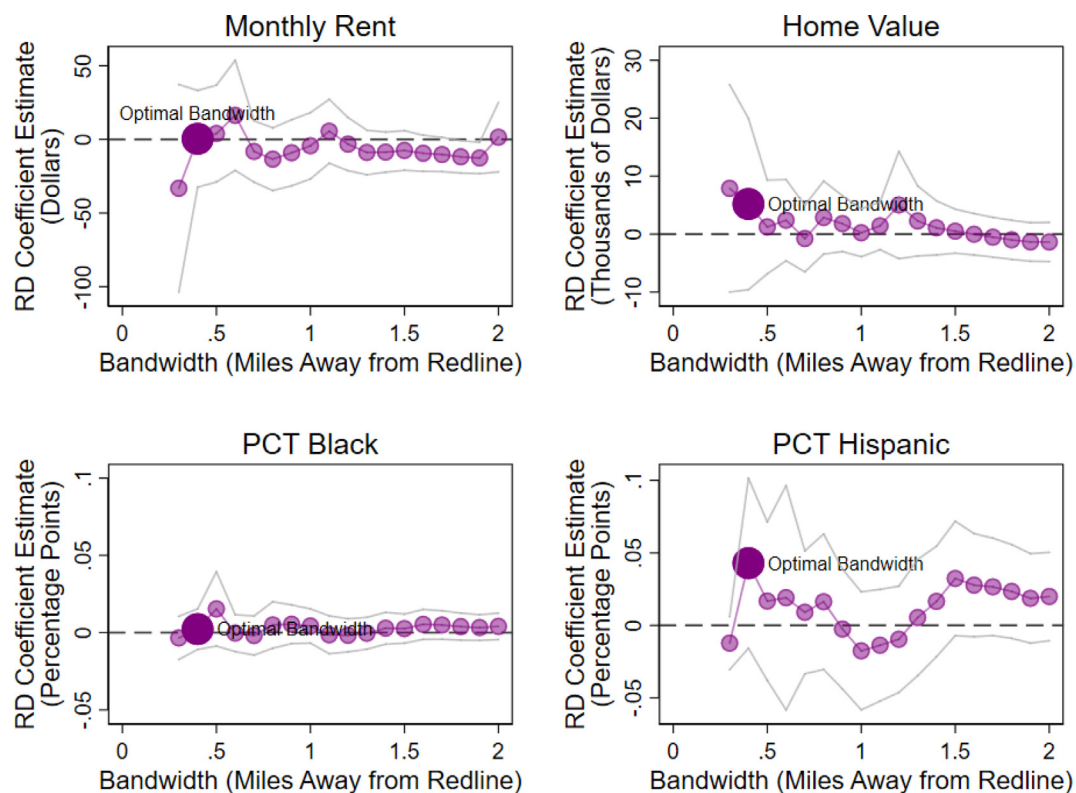 Monthly Rent
RD Coefficient Estimate
(Dollars)
50
0
-50
-100
Optimal Bandwidth
0 .5 1 1.5 2
Bandwidth (Miles Away from Redline)
Home Value
RD Coefficient Estimate
(Thousands of Dollars)
30
20
10
0
-10
Optimal Bandwidth
0 .5 1 1.5 2
Bandwidth (Miles Away from Redline)
PCT Black
RD Coefficient Estimate
(Percentage Points)
.1
.05
0
-.05
Optimal Bandwidth
0 .5 1 1.5 2
Bandwidth (Miles Away from Redline)
PCT Hispanic
RD Coefficient Estimate
(Percentage Points)
.1
.05
0
-.05
Optimal Bandwidth
0 .5 1 1.5 2
Bandwidth (Miles Away from Redline)